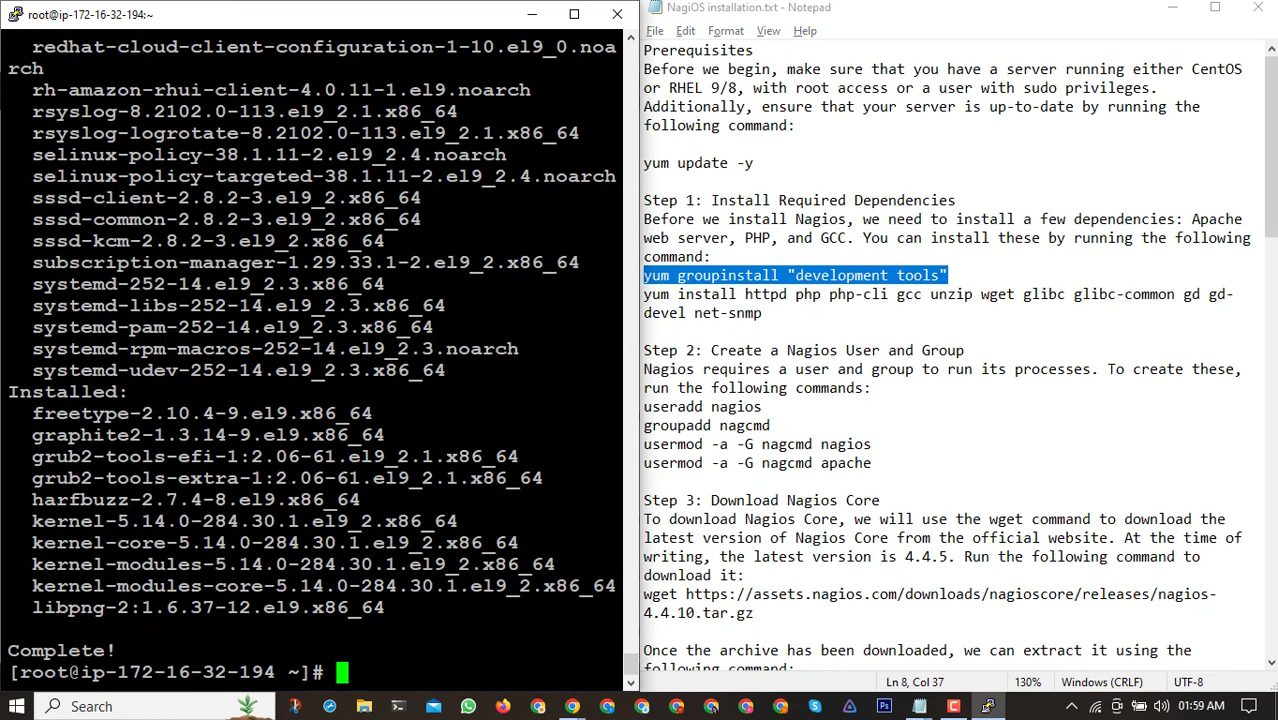 root@ip-172-16-32-194:~
redhat-cloud-client-configuration-1-10.el9_0.noa
rch
rh-amazon-rhui-client-4.0.11-1.el9.noarch
rsyslog-8.2102.0-113.el9_2.1.x86_64
rsyslog-logrotate-8.2102.0-113.el9_2.1.x86_64
selinux-policy-38.1.11-2.el9_2.4.noarch
selinux-policy-targeted-38.1.11-2.el9_2.4.noarch
sssd-client-2.8.2-3.el9_2.x86_64
sssd-common-2.8.2-3.el9_2.x86_64
sssd-kcm-2.8.2-3.el9_2.x86_64
subscription-manager-1.29.33.1-2.el9_2.x86_64
systemd-252-14.el9_2.3.x86_64
systemd-libs-252-14.el9_2.3.x86_64
systemd-pam-252-14.el9_2.3.x86_64
systemd-rpm-macros-252-14.el9_2.3.noarch
systemd-udev-252-14.el9_2.3.x86_64
Installed:
freetype-2.10.4-9.el9.x86_64
graphite2-1.3.14-9.el9.x86_64
grub2-tools-efi-1:2.06-61.el9_2.1.x86_64
grub2-tools-extra-1:2.06-61.el9_2.1.x86_64
harfbuzz-2.7.4-8.el9.x86_64
kernel-5.14.0-284.30.1.el9_2.x86_64
kernel-core-5.14.0-284.30.1.el9_2.x86_64
kernel-modules-5.14.0-284.30.1.el9_2.x86_64
kernel-modules-core-5.14.0-284.30.1.el9_2.x86_64
libpng-2:1.6.37-12.el9.x86_64
Complete!
[root@ip-172-16-32-194 ~]#
NagiOS installation.txt - Notepad
File Edit Format View Help
Prerequisites
Before we begin, make sure that you have a server running either CentOS
or RHEL 9/8, with root access or a user with sudo privileges.
Additionally, ensure that your server is up-to-date by running the
following command:
yum update -y
Step 1: Install Required Dependencies
Before we install Nagios, we need to install a few dependencies: Apache
web server, PHP, and GCC. You can install these by running the following
command:
yum groupinstall "development tools"
yum install httpd php php-cli gcc unzip wget glibc glibc-common gd gd-
devel net-snmp
Step 2: Create a Nagios User and Group
Nagios requires a user and group to run its processes. To create these,
run the following commands:
useradd nagios
groupadd nagcmd
usermod -a -G nagcmd nagios
usermod -a -G nagcmd apache
Step 3: Download Nagios Core
To download Nagios Core, we will use the wget command to download the
latest version of Nagios Core from the official website. At the time of
writing, the latest version is 4.4.5. Run the following command to
download it:
wget https://assets.nagios.com/downloads/nagioscore/releases/nagios-
4.4.10.tar.gz
Once the archive has been downloaded, we can extract it using the
following command:
Ln 8, Col 37 130% Windows (CRLF) UTF-8
Search
01:59 AM